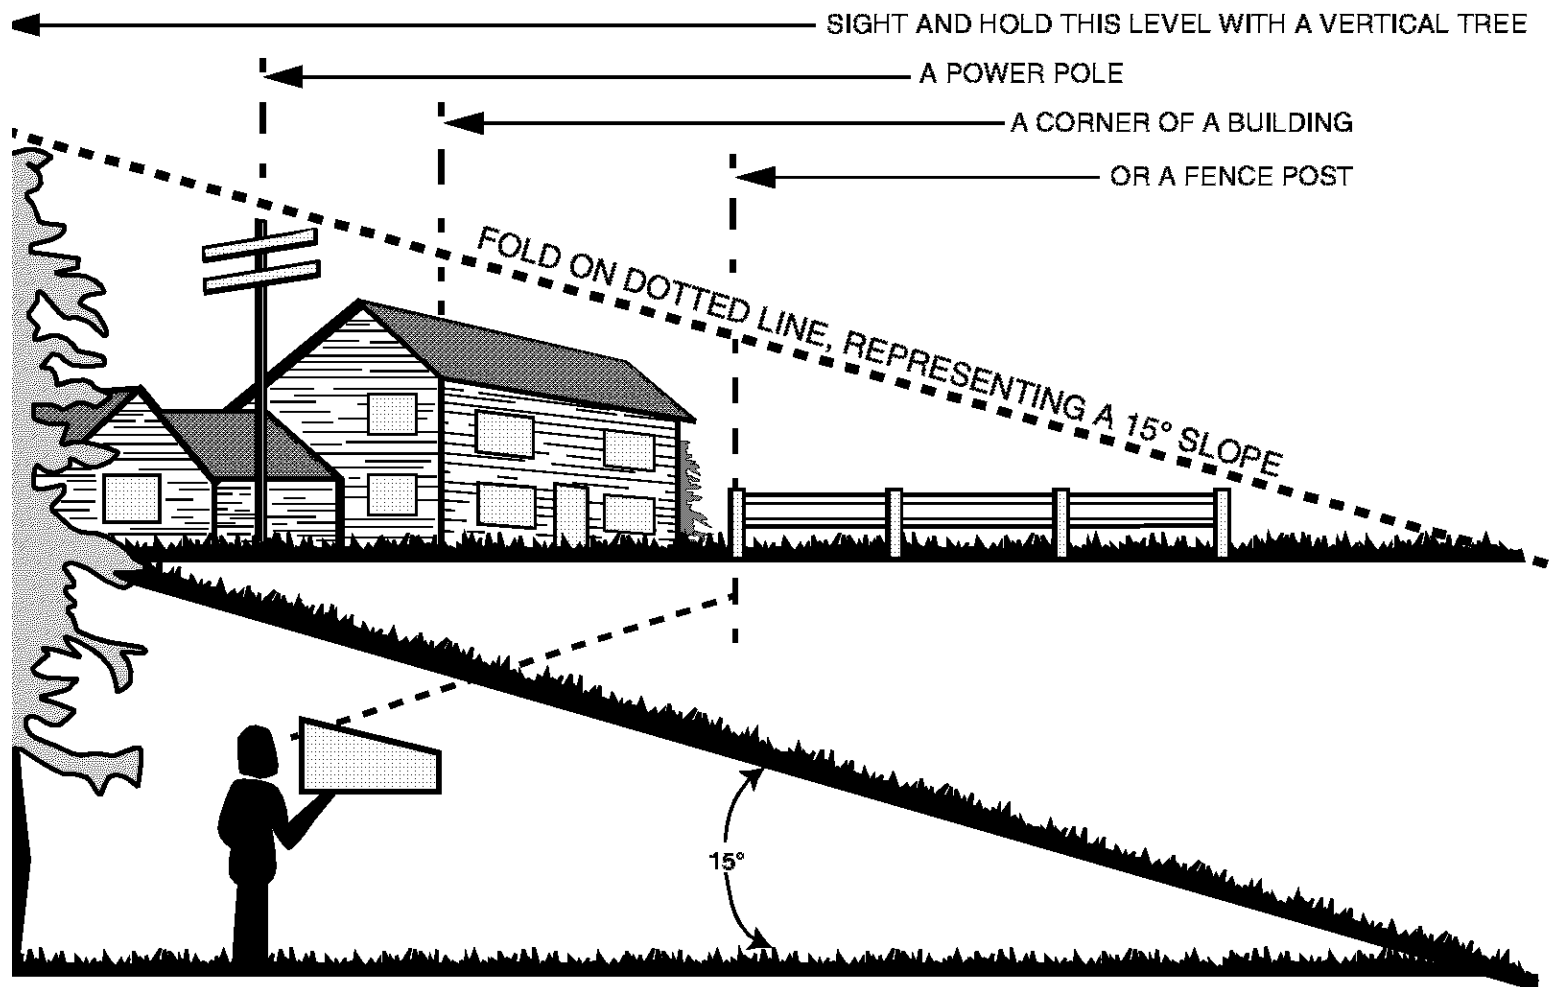 SIGHT AND HOLD THIS LEVEL WITH A VERTICAL TREE
A POWER POLE
A CORNER OF A BUILDING
OR A FENCE POST
FOLD ON DOTTED LINE, REPRESENTING A 15° SLOPE
15°